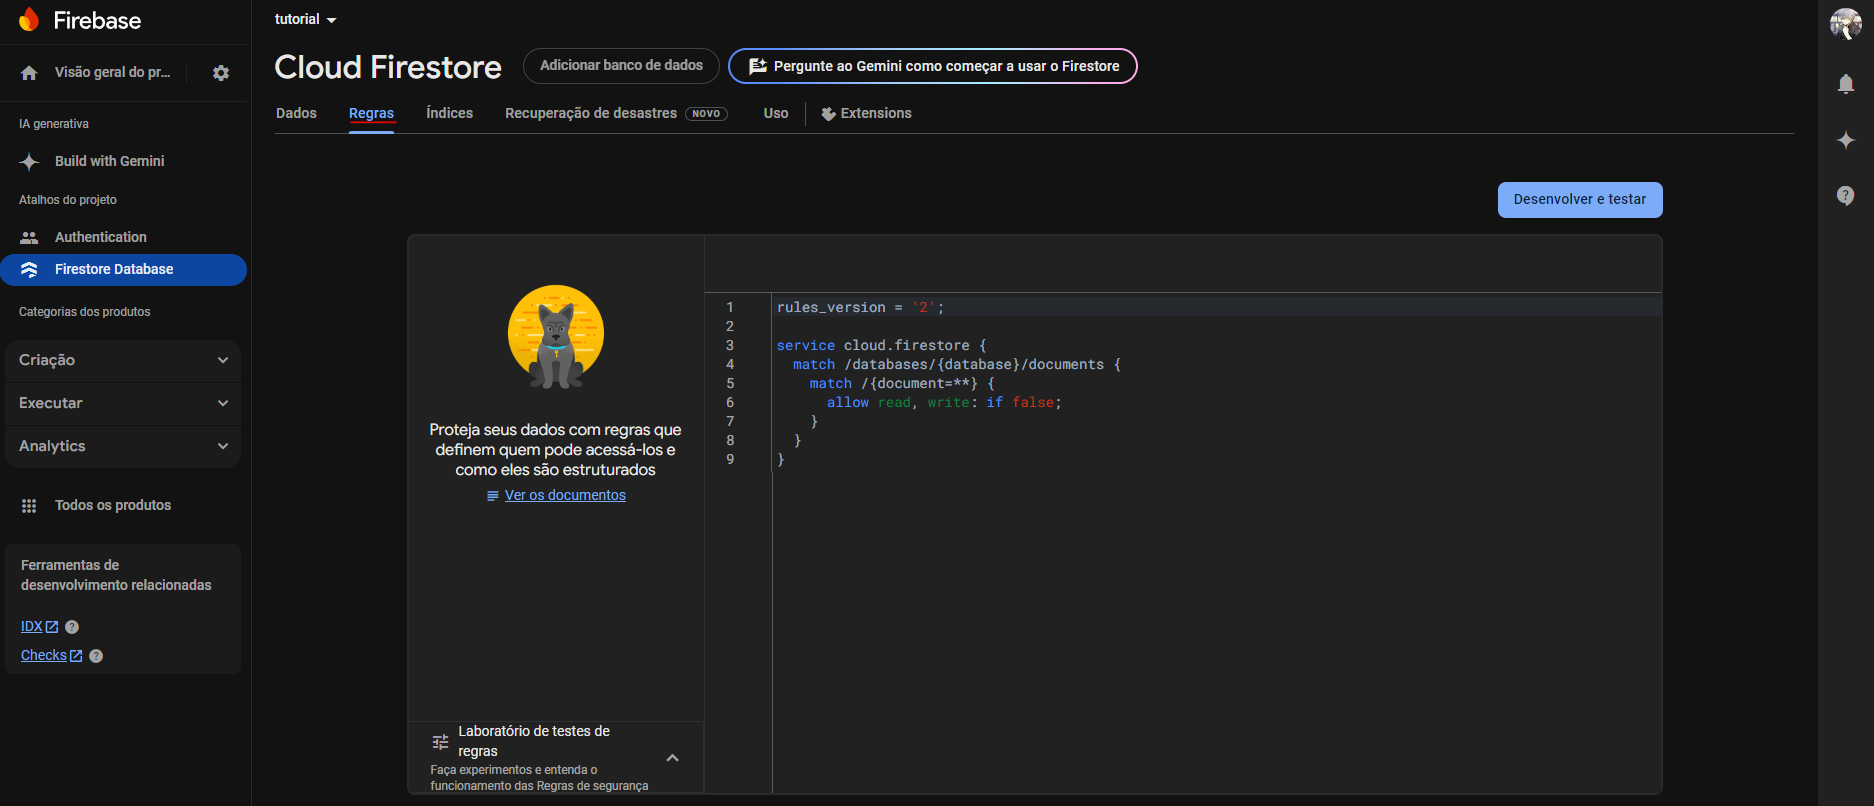 Firebase
Visão geral do pr...
IA generativa
Build with Gemini
Atalhos do projeto
Authentication
Firestore Database
Categorias dos produtos
Criação
Executar
Analytics
Todos os produtos
Ferramentas de
desenvolvimento relacionadas
IDX
Checks
tutorial
Cloud Firestore
Adicionar banco de dados
Pergunte ao Gemini como começar a usar o Firestore
Dados Regras Índices Recuperação de desastres NOVO Uso Extensions
Desenvolver e testar
Proteja seus dados com regras que
definem quem pode acessá-los e
como eles são estruturados
Ver os documentos
Laboratório de testes de
regras
Faça experimentos e entenda o
funcionamento das Regras de segurança
1 rules_version = '2';
2
3 service cloud.firestore {
4 match /databases/{database}/documents {
5 match /{document=**} {
6 allow read, write: if false;
7 }
8 }
9 }